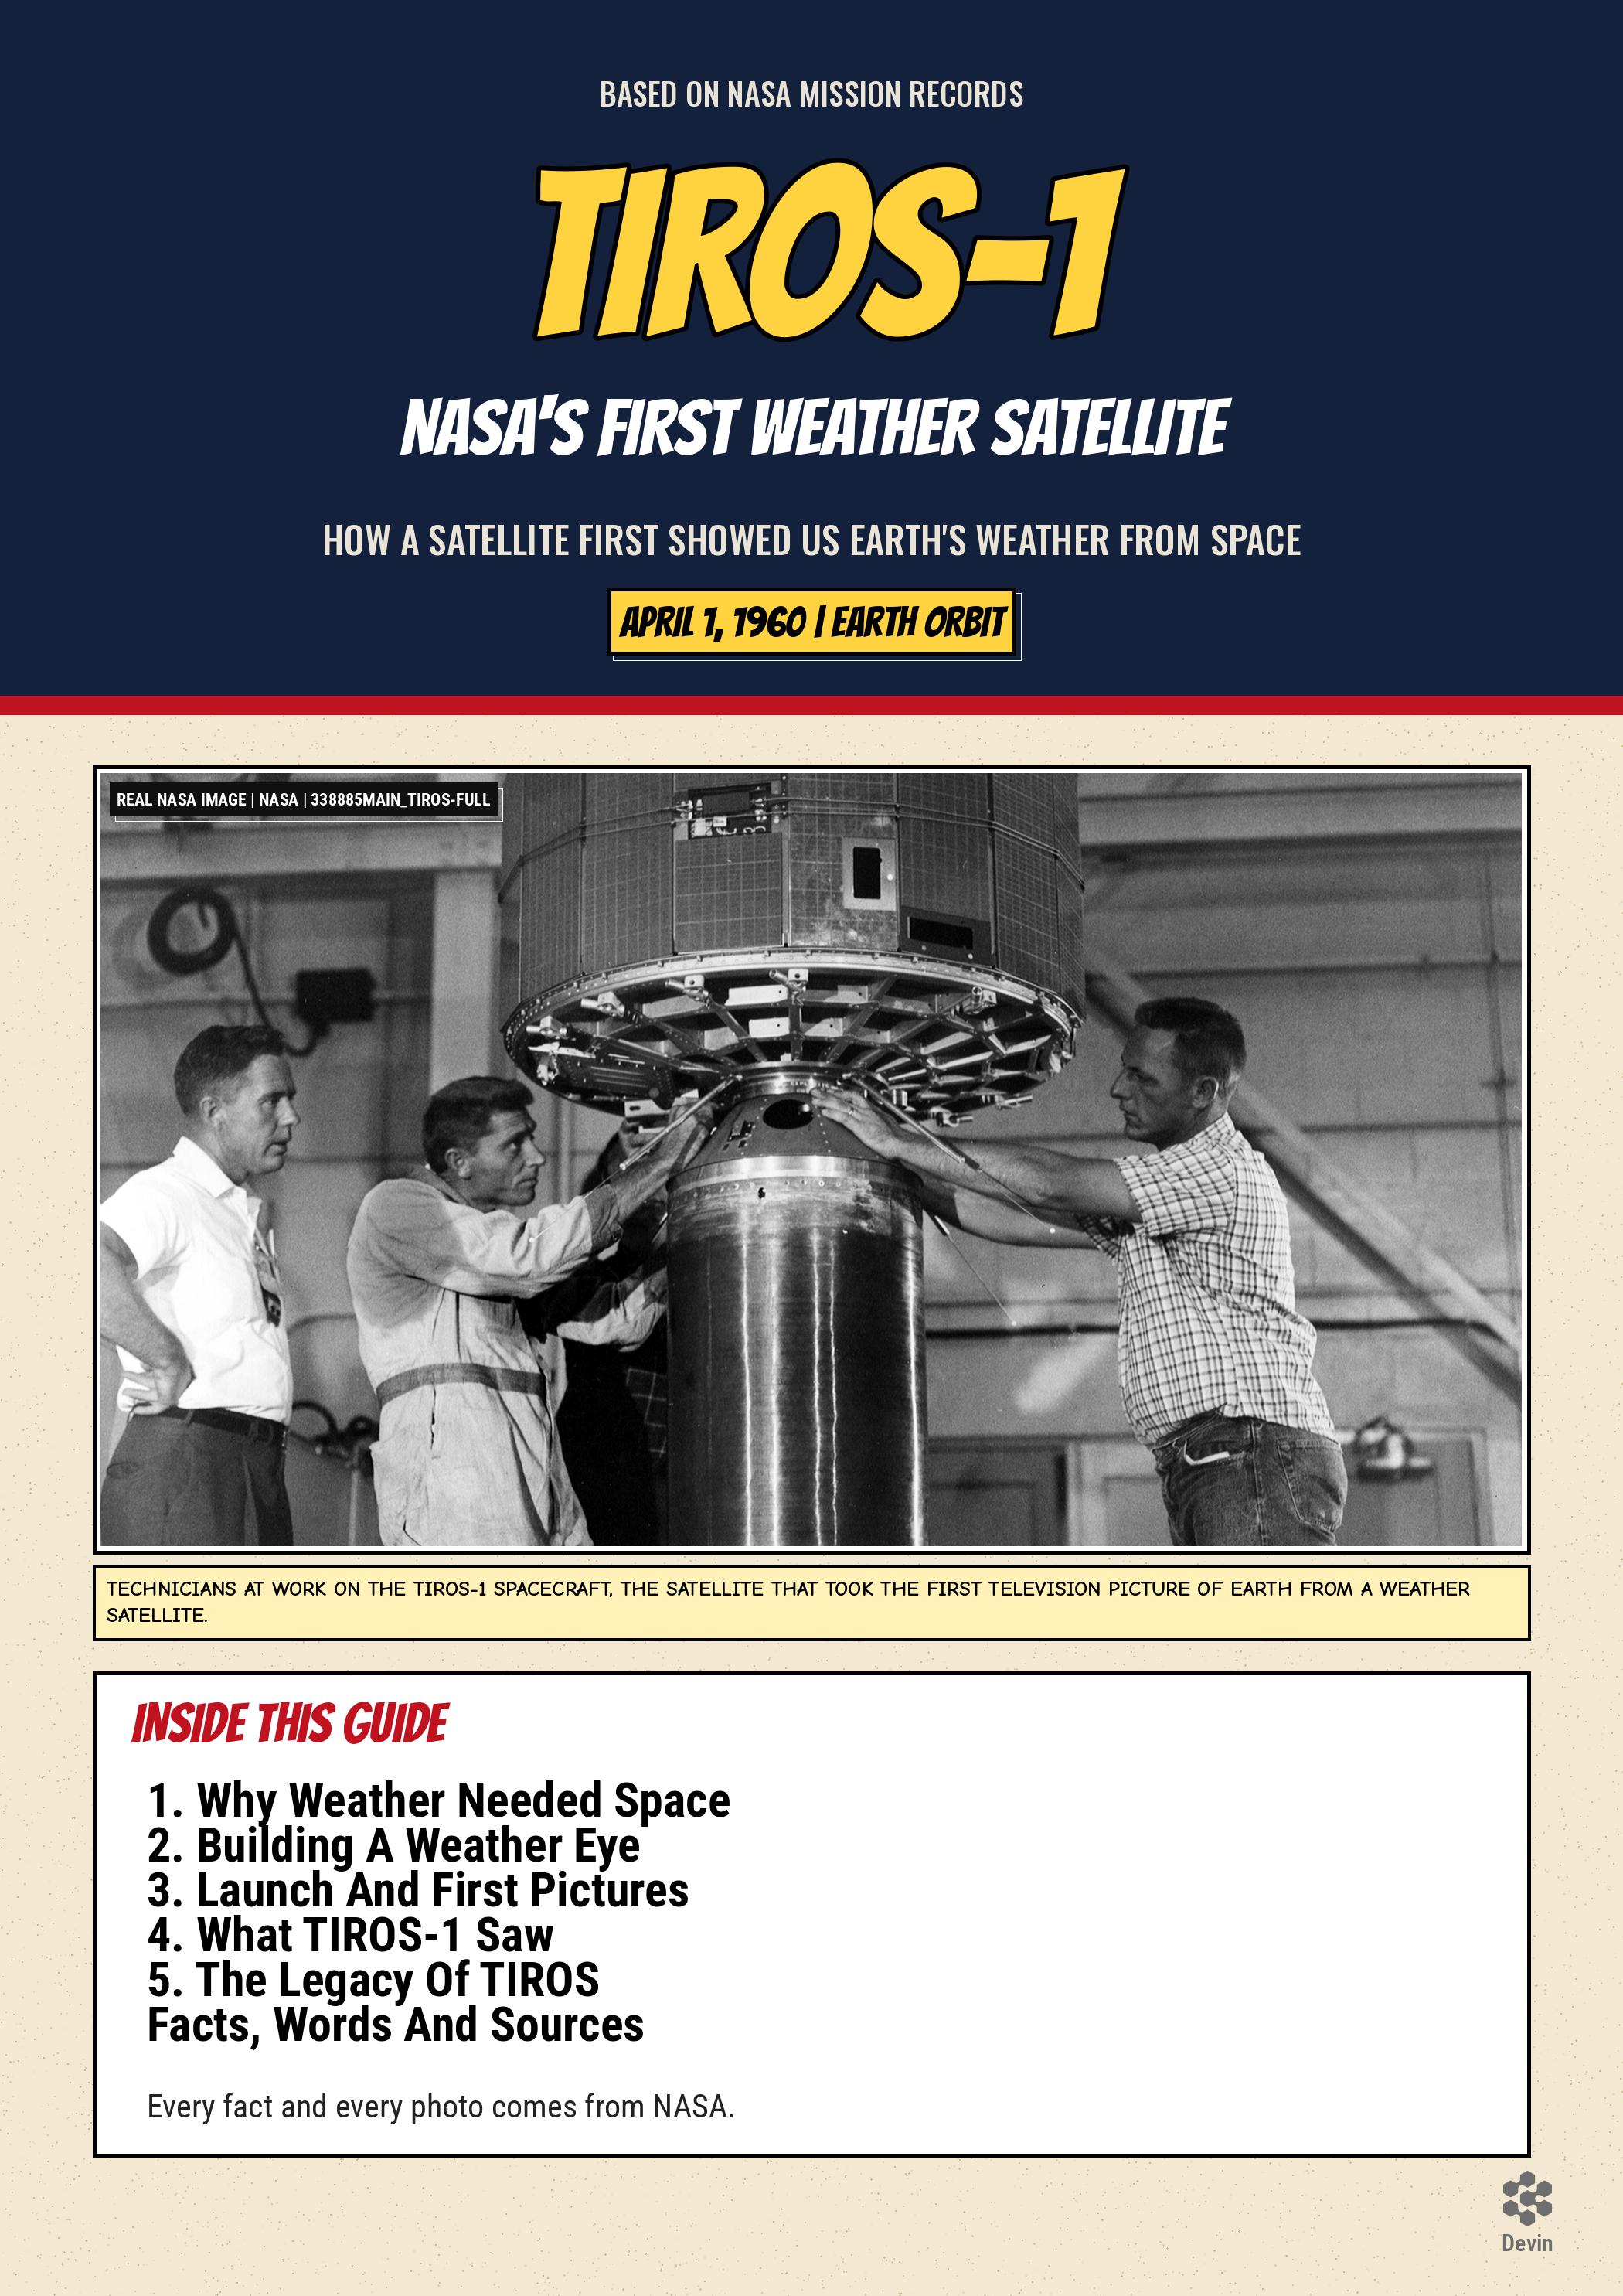 BASED ON NASA MISSION RECORDS
TIROS-1
NASA'S FIRST WEATHER SATELLITE
HOW A SATELLITE FIRST SHOWED US EARTH'S WEATHER FROM SPACE
APRIL 1, 1960 | EARTH ORBIT
REAL NASA IMAGE | NASA | 338885MAIN_TIROS-FULL
TECHNICIANS AT WORK ON THE TIROS-1 SPACECRAFT, THE SATELLITE THAT TOOK THE FIRST TELEVISION PICTURE OF EARTH FROM A WEATHER
SATELLITE.
INSIDE THIS GUIDE
1. Why Weather Needed Space
2. Building A Weather Eye
3. Launch And First Pictures
4. What TIROS-1 Saw
5. The Legacy Of TIROS
Facts, Words And Sources
Every fact and every photo comes from NASA.
Devin